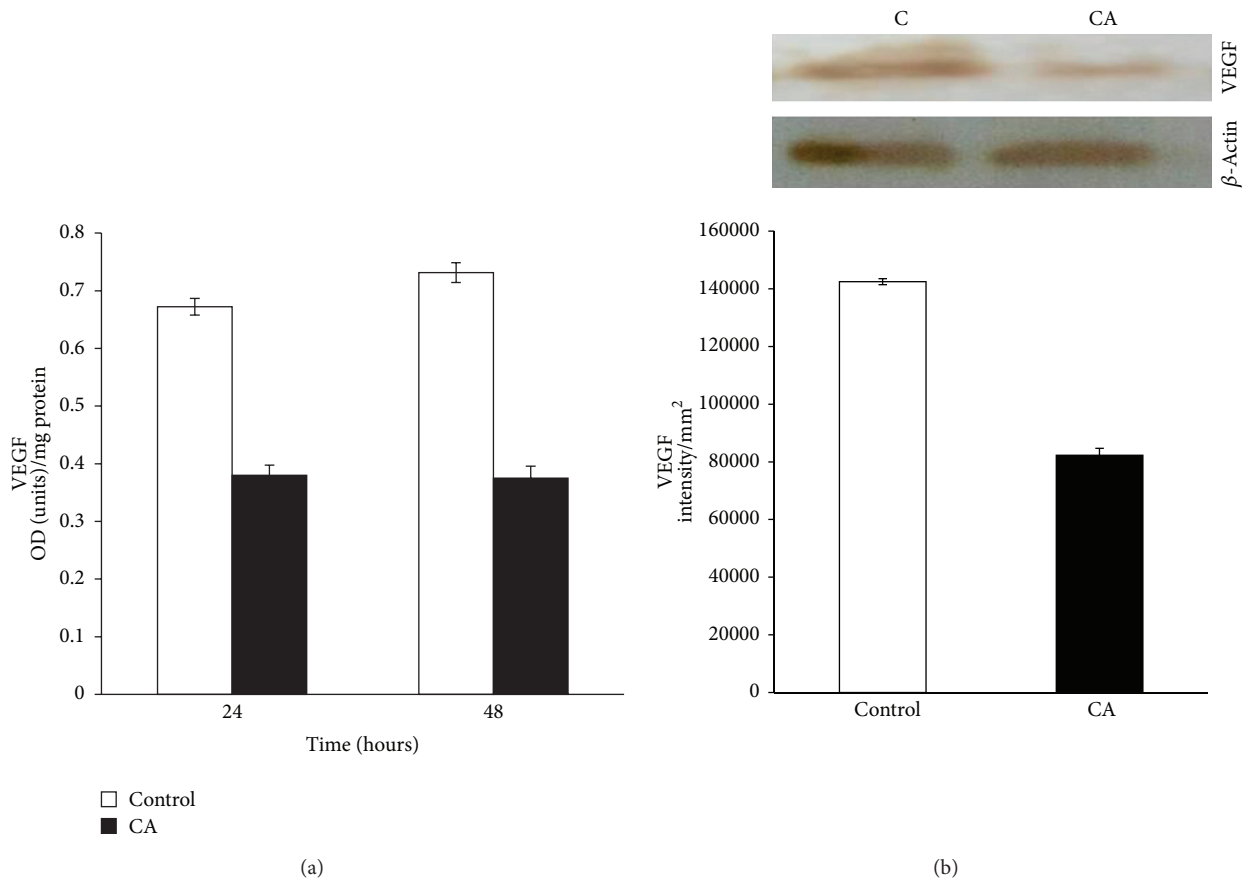 C
CA
VEGF
β-Actin
0.8
0.7
0.6
0.5
0.4
0.3
0.2
0.1
0
VEGF
OD (units)/mg protein
24
48
Time (hours)
Control
CA
(a)
160000
140000
120000
100000
80000
60000
40000
20000
0
VEGF
intensity/mm²
Control
CA
(b)